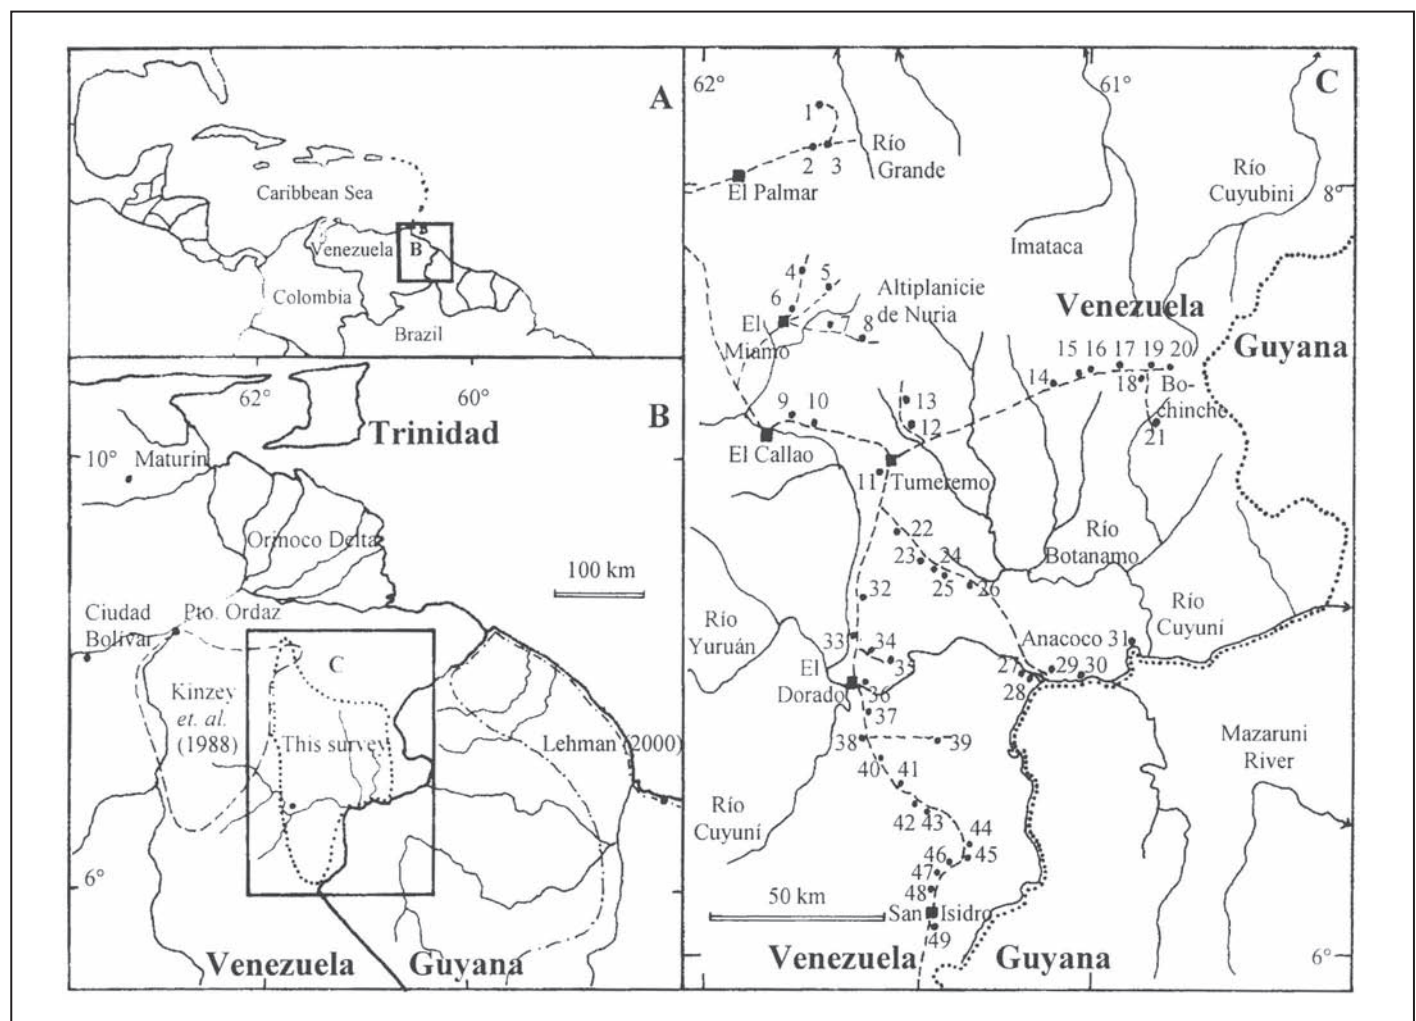 A
Caribbean Sea
Venezuela
B
Colombia
Brazil
62°
60°
B
Trinidad
10°
Maturin
Orinoco Delta
100 km
Ciudad
Bolívar
Pto. Ordaz
C
Kinzey
et. al.
(1988)
This survey
Lehman (2000)
6°
Venezuela
Guyana
62°
61°
C
1
2
3
Río
Grande
El Palmar
Río
Cuyubini
8°
Imataca
4
5
6
7
8
El
Miamo
Altiplanicie
de Nuria
Venezuela
Guyana
9
10
El Callao
13
12
14
15
16
17
18
19
20
Bo-
chinche
21
11
Tumeremo
22
23
24
25
26
Río
Botanamo
32
Río
Yuruán
33
34
35
El
Dorado
36
37
Anacoco
31
27
28
29
30
Río
Cuyuní
38
39
40
41
42
43
44
45
46
47
48
Río
Cuyuní
Mazaruni
River
50 km
San Isidro
49
Venezuela
Guyana
6°